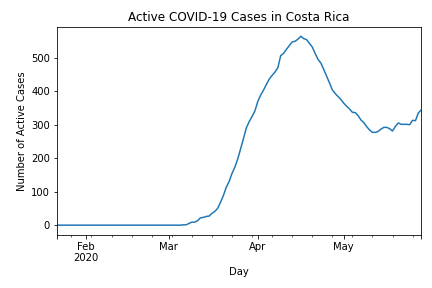 Active COVID-19 Cases in Costa Rica
Number of Active Cases
500
400
300
200
100
0
Feb
2020
Mar
Apr
May
Day